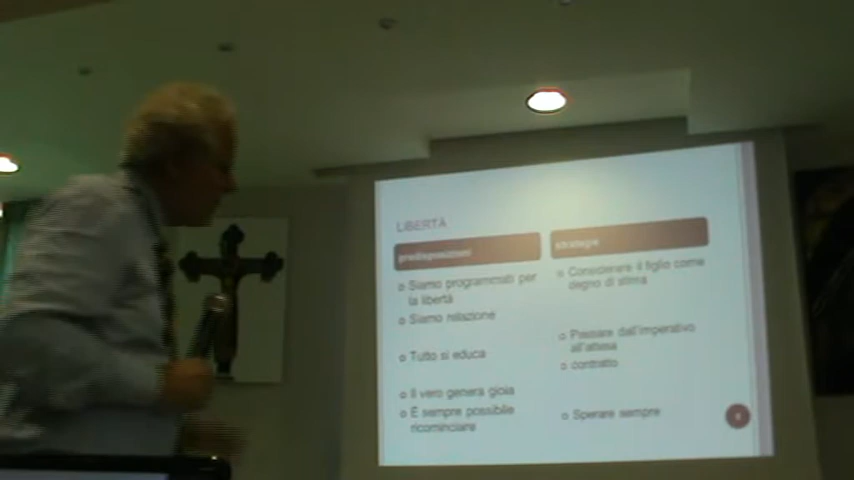 LIBERTÀ
predisposizioni
strategie
Siamo programmati per
la libertà
Siamo relazione
Tutto si educa
Il vero genera gioia
È sempre possibile
ricominciare
Considerare il figlio come
degno di stima
Passare dall'imperativo
all'attesa
contratto
Sperare sempre